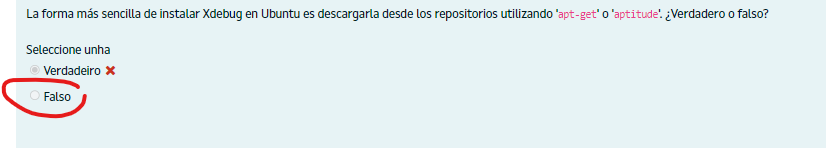 La forma más sencilla de instalar Xdebug en Ubuntu es descargarla desde los repositorios utilizando 'apt-get' o 'aptitude'. ¿Verdadero o falso?
Seleccione unha
Verdadeiro
Falso